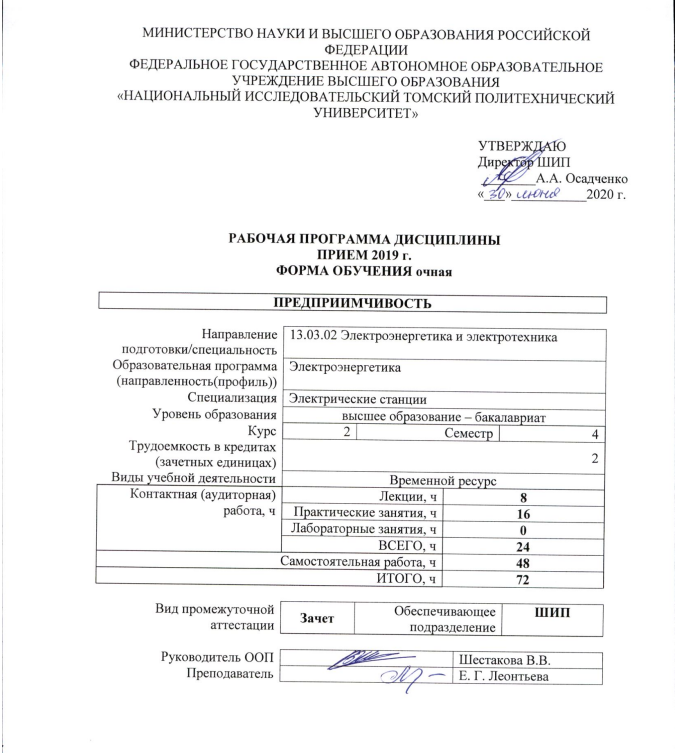 МИНИСТЕРСТВО НАУКИ И ВЫСШЕГО ОБРАЗОВАНИЯ РОССИЙСКОЙ
ФЕДЕРАЦИИ
ФЕДЕРАЛЬНОЕ ГОСУДАРСТВЕННОЕ АВТОНОМНОЕ ОБРАЗОВАТЕЛЬНОЕ
УЧРЕЖДЕНИЕ ВЫСШЕГО ОБРАЗОВАНИЯ
«НАЦИОНАЛЬНЫЙ ИССЛЕДОВАТЕЛЬСКИЙ ТОМСКИЙ ПОЛИТЕХНИЧЕСКИЙ
УНИВЕРСИТЕТ»
УТВЕРЖДАЮ
Директор ШИП
А.А. Осадченко
«30» июня 2020 г.
РАБОЧАЯ ПРОГРАММА ДИСЦИПЛИНЫ
ПРИЕМ 2019 г.
ФОРМА ОБУЧЕНИЯ очная
ПРЕДПРИИМЧИВОСТЬ
Направление 13.03.02 Электроэнергетика и электротехника
подготовки/специальность
Образовательная программа Электроэнергетика
(направленность(профиль))
Специализация Электрические станции
Уровень образования высшее образование – бакалавриат
Курс 2 Семестр 4
Трудоемкость в кредитах
(зачетных единицах) 2
Виды учебной деятельности Временной ресурс
Контактная (аудиторная) Лекции, ч 8
работа, ч Практические занятия, ч 16
Лабораторные занятия, ч 0
ВСЕГО, ч 24
Самостоятельная работа, ч 48
ИТОГО, ч 72
Вид промежуточной Зачет Обеспечивающее ШИП
аттестации подразделение
Руководитель ООП Шестакова В.В.
Преподаватель Е. Г. Леонтьева